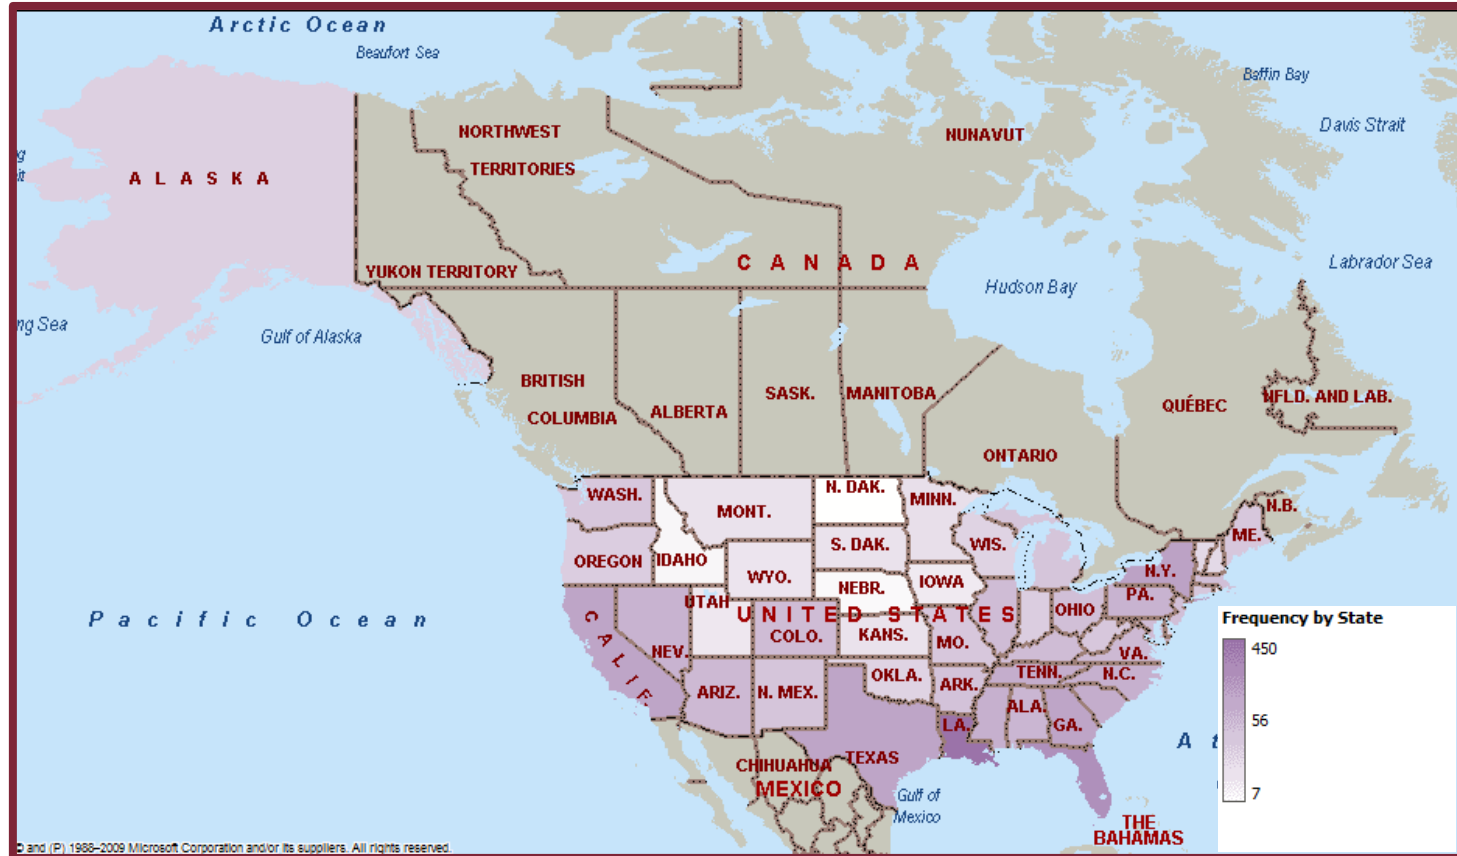 Arctic Ocean
Beaufort Sea
Baffin Bay
Davis Strait
NORTHWEST
TERRITORIES
NUNAVUT
ALASKA
CANADA
YUKON TERRITORY
Labrador Sea
Hudson Bay
ng Sea
Gulf of Alaska
BRITISH
COLUMBIA
ALBERTA
SASK.
MANITOBA
QUÉBEC
NFLD. AND LAB.
ONTARIO
N.B.
WASH.
MONT.
N. DAK.
MINN.
ME.
OREGON
IDAHO
S. DAK.
WIS.
N.Y.
WYO.
NEBR.
IOWA
PA.
UTAH
UNITED STATES
OHIO
Pacific Ocean
CALIF
NEV.
COLO.
KANS.
MO.
VA.
ARIZ.
N. MEX.
OKLA.
ARK.
TENN.
N.C.
ALA.
LA.
GA.
At
TEXAS
CHIHUAHUA
MEXICO
Gulf of
Mexico
THE
BAHAMAS
Frequency by State
450
56
7
and (P) 1988–2009 Microsoft Corporation and/or its suppliers. All rights reserved.